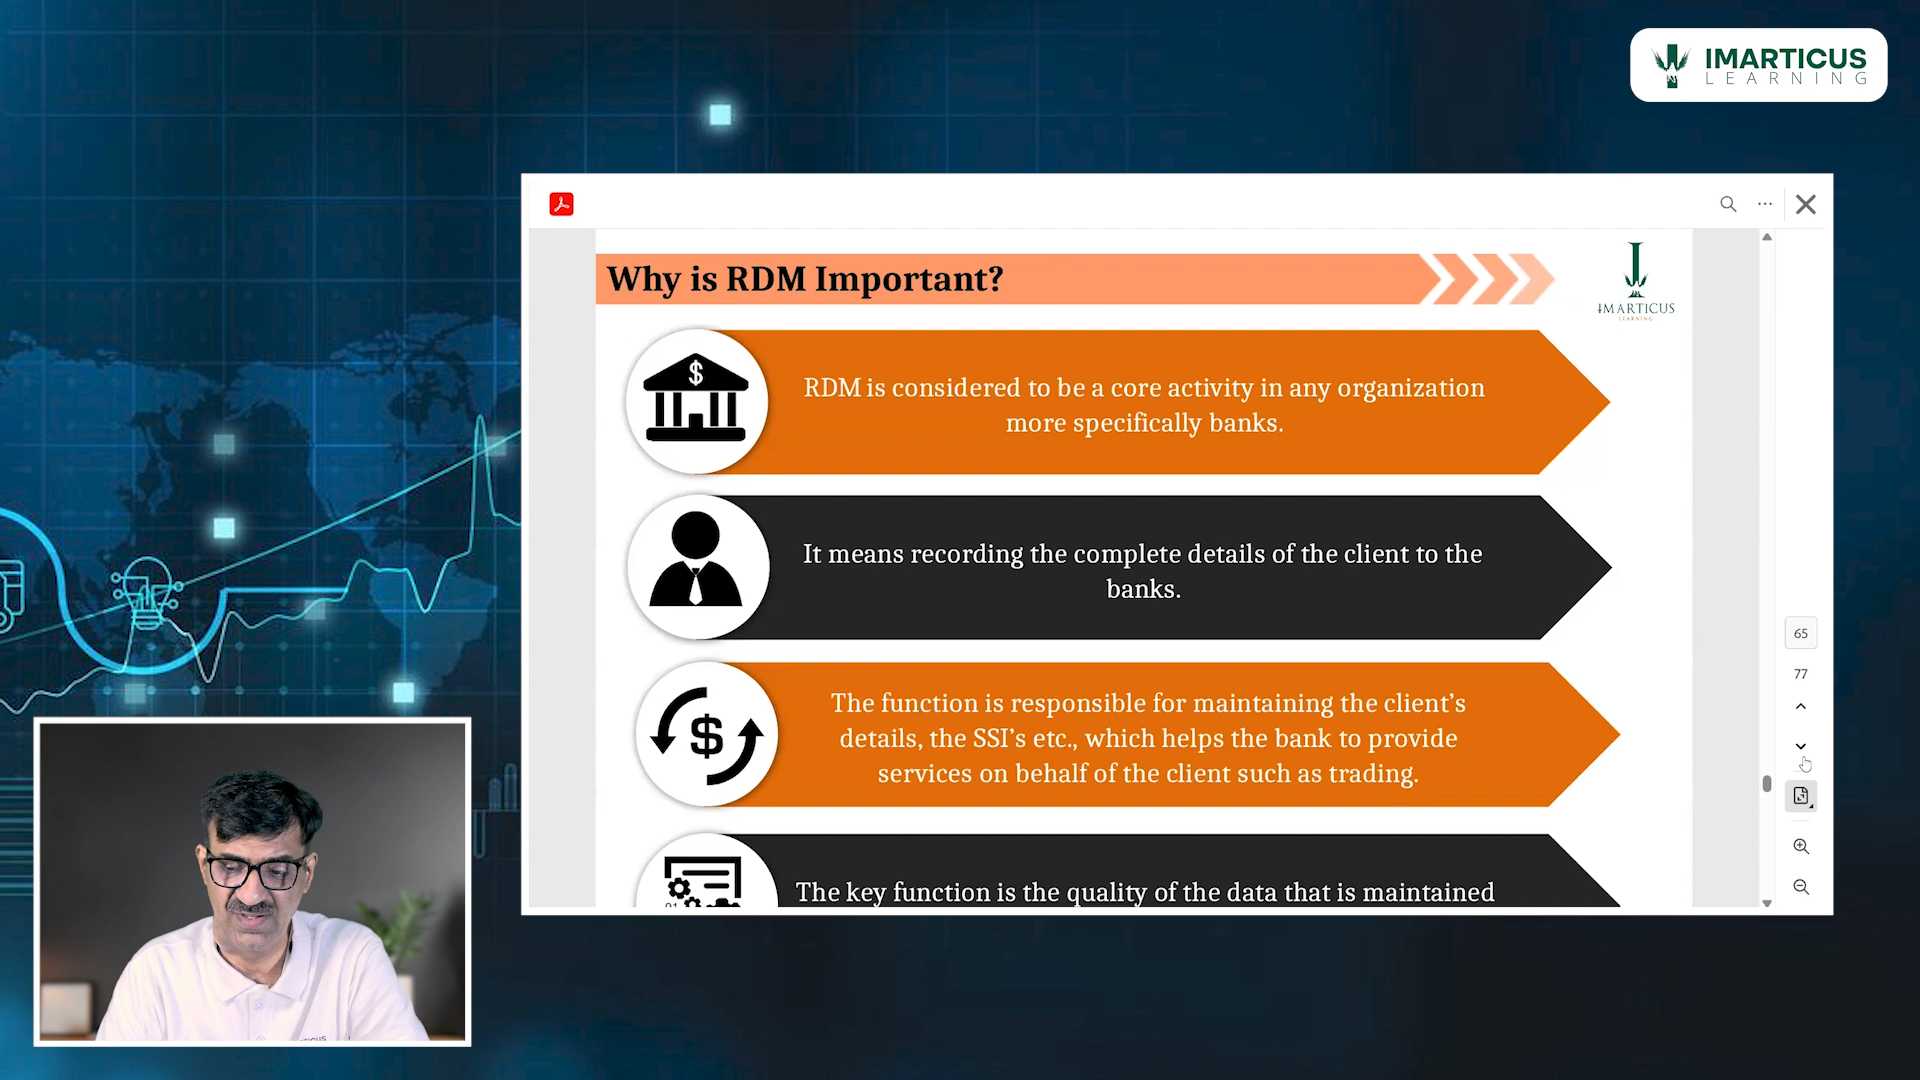 IMARTICUS
LEARNING
Why is RDM Important?
IMARTICUS
LEARNING
$
RDM is considered to be a core activity in any organization
more specifically banks.
It means recording the complete details of the client to the
banks.
$
The function is responsible for maintaining the client's
details, the SSI's etc., which helps the bank to provide
services on behalf of the client such as trading.
The key function is the quality of the data that is maintained
65
77